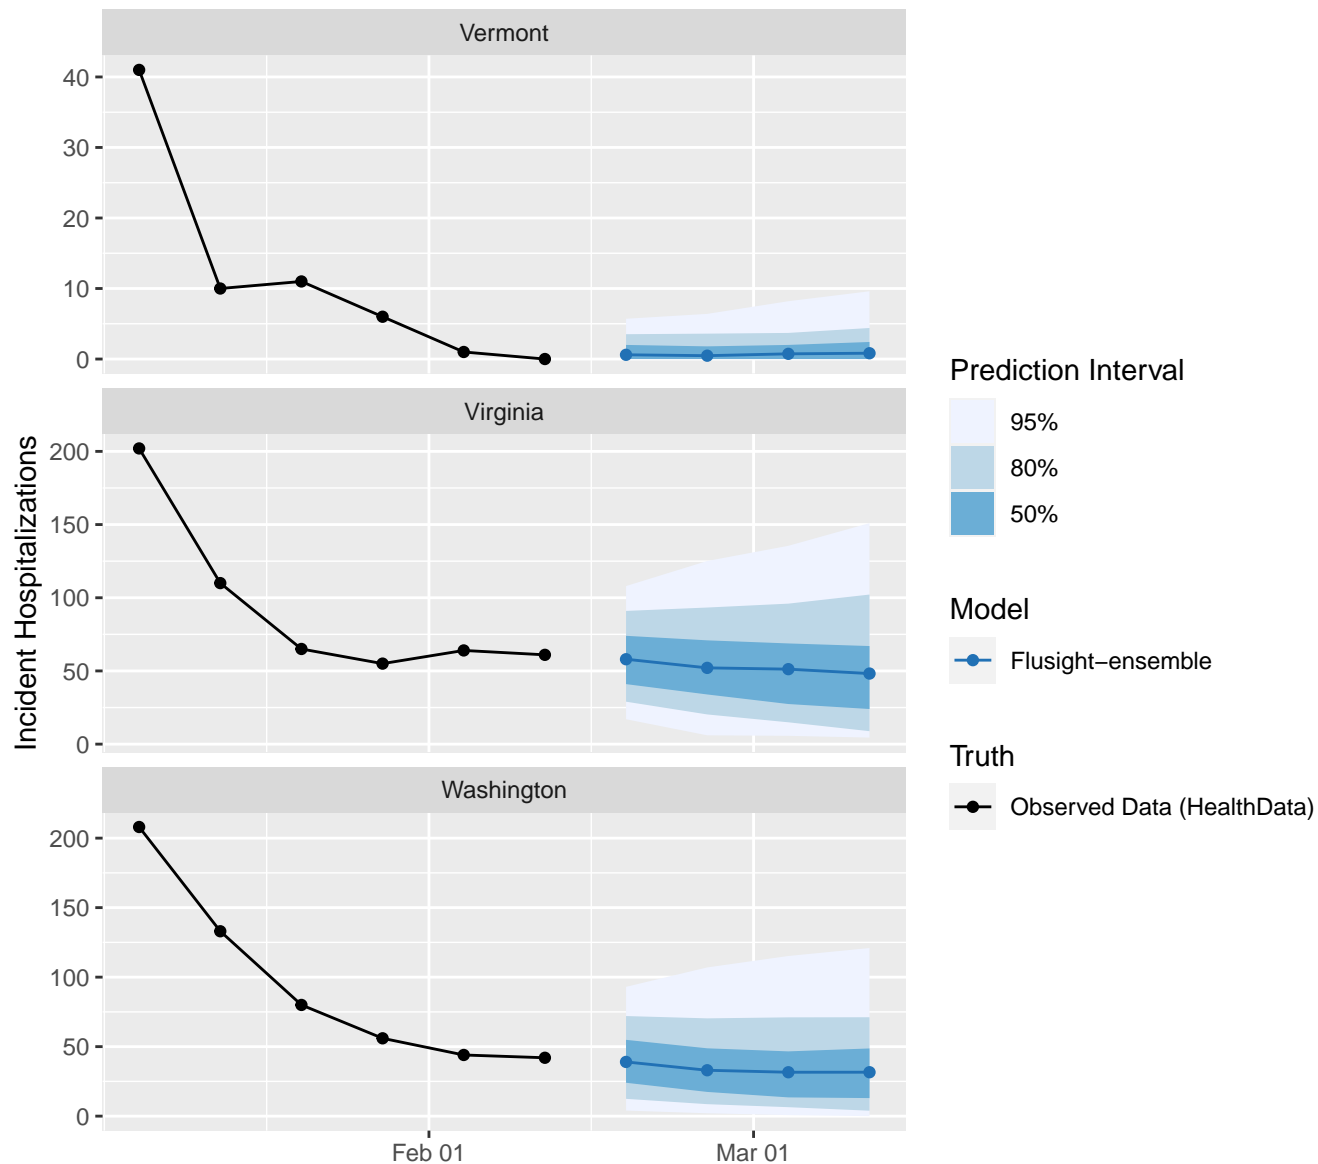 Vermont
40
30
20
10
0
Virginia
200
150
100
50
0
Washington
200
150
100
50
0
Feb 01
Mar 01
Incident Hospitalizations
Prediction Interval
95%
80%
50%
Model
Flusight−ensemble
Truth
Observed Data (HealthData)